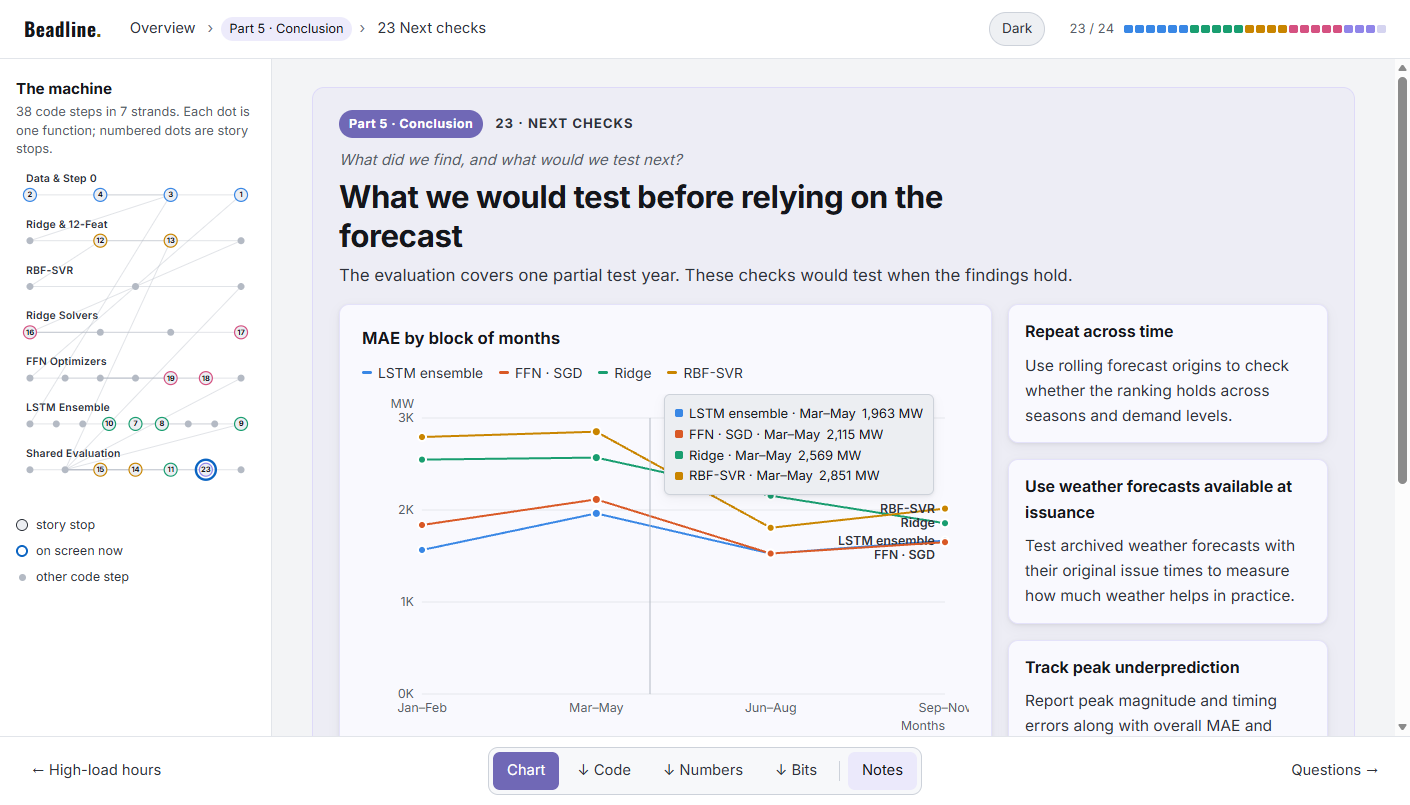 Beadline.
Overview › Part 5 · Conclusion › 23 Next checks
Dark
23 / 24
The machine
38 code steps in 7 strands. Each dot is
one function; numbered dots are story
stops.
Data & Step 0
2 4 3 1
Ridge & 12-Feat
12 13
RBF-SVR
Ridge Solvers
16 17
FFN Optimizers
19 18
LSTM Ensemble
10 7 8 9
Shared Evaluation
15 14 11 23
story stop
on screen now
other code step
Part 5 · Conclusion 23 · NEXT CHECKS
What did we find, and what would we test next?
What we would test before relying on the
forecast
The evaluation covers one partial test year. These checks would test when the findings hold.
MAE by block of months
LSTM ensemble FFN · SGD Ridge RBF-SVR
MW
3K
2K
1K
0K
LSTM ensemble · Mar–May 1,963 MW
FFN · SGD · Mar–May 2,115 MW
Ridge · Mar–May 2,569 MW
RBF-SVR · Mar–May 2,851 MW
RBF-SVR
Ridge
LSTM ensemble
FFN · SGD
Jan–Feb Mar–May Jun–Aug Sep–Nov
Months
Repeat across time
Use rolling forecast origins to check
whether the ranking holds across
seasons and demand levels.
Use weather forecasts available at
issuance
Test archived weather forecasts with
their original issue times to measure
how much weather helps in practice.
Track peak underprediction
Report peak magnitude and timing
errors along with overall MAE and
← High-load hours
Chart ↓ Code ↓ Numbers ↓ Bits Notes
Questions →